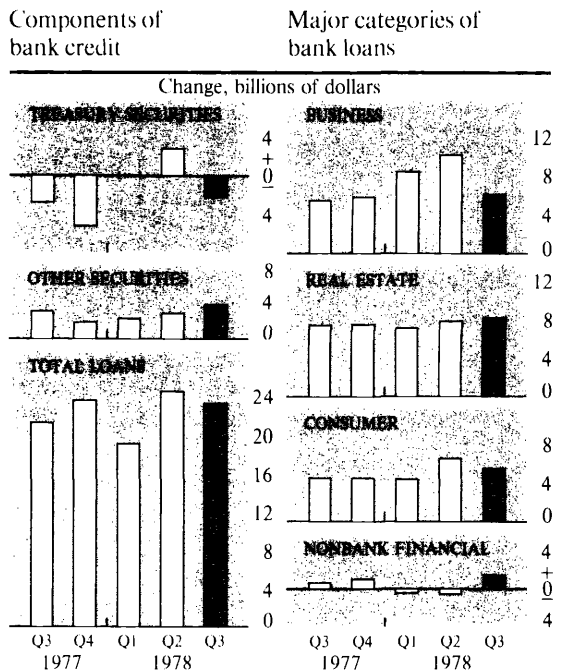 Components of
bank credit
Major categories of
bank loans
Change, billions of dollars
TREASURY SECURITIES
4
+
0
−
4
OTHER SECURITIES
8
4
0
TOTAL LOANS
24
20
16
12
8
4
0
Q3 Q4 Q1 Q2 Q3
1977 1978
BUSINESS
12
8
4
0
REAL ESTATE
12
8
4
0
CONSUMER
8
4
0
NONBANK FINANCIAL
4
+
0
−
4
Q3 Q4 Q1 Q2 Q3
1977 1978